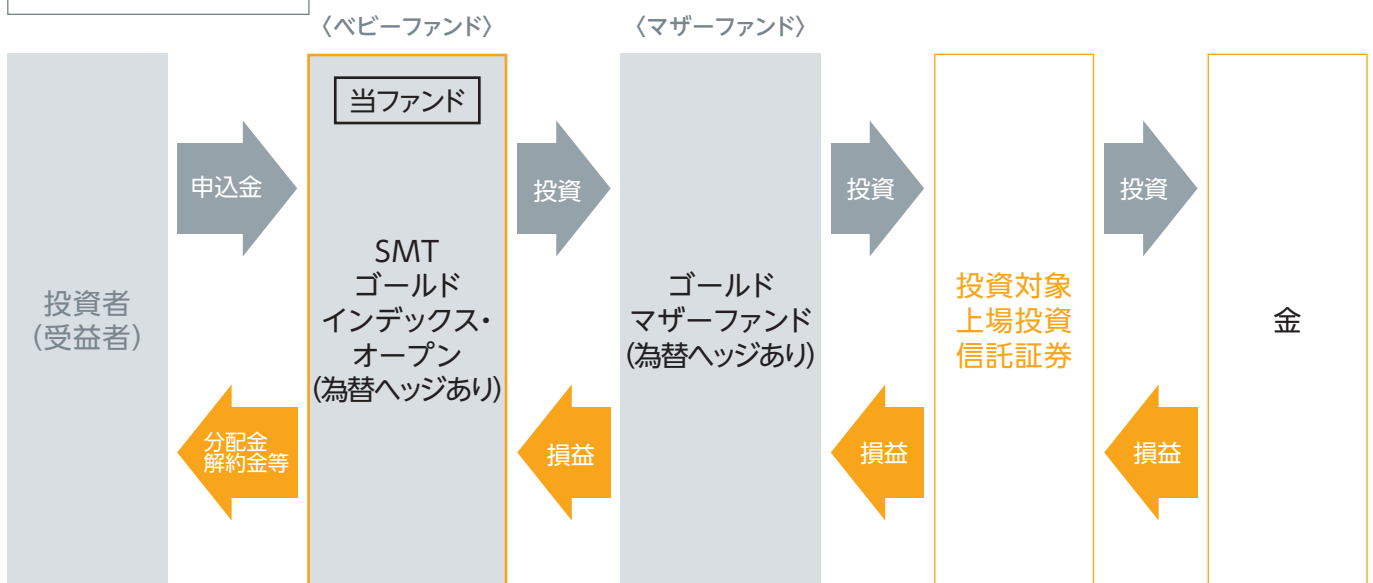 〈ベビーファンド〉
〈マザーファンド〉
投資者
(受益者)
申込金
分配金
解約金等
当ファンド
SMT
ゴールド
インデックス・
オープン
(為替ヘッジあり)
投資
損益
ゴールド
マザーファンド
(為替ヘッジあり)
投資
損益
投資対象
上場投資
信託証券
投資
損益
金